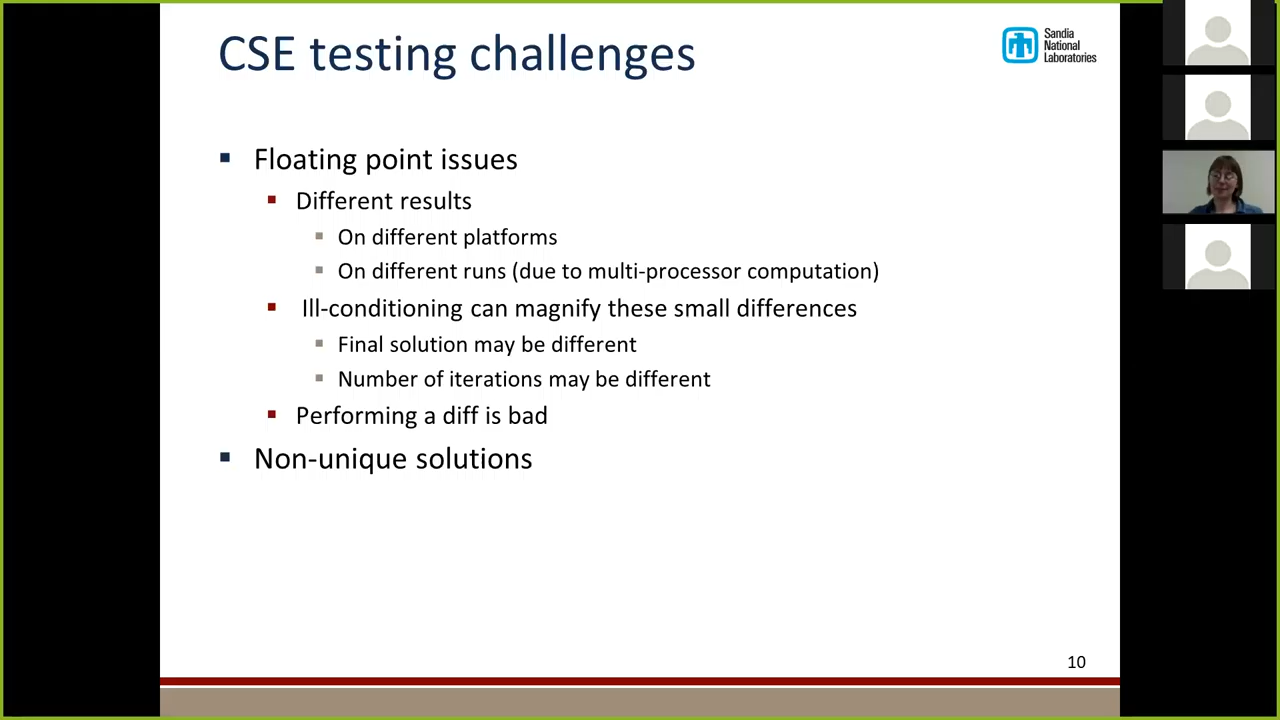 CSE testing challenges
Sandia
National
Laboratories
Floating point issues
Different results
On different platforms
On different runs (due to multi-processor computation)
Ill-conditioning can magnify these small differences
Final solution may be different
Number of iterations may be different
Performing a diff is bad
Non-unique solutions
10